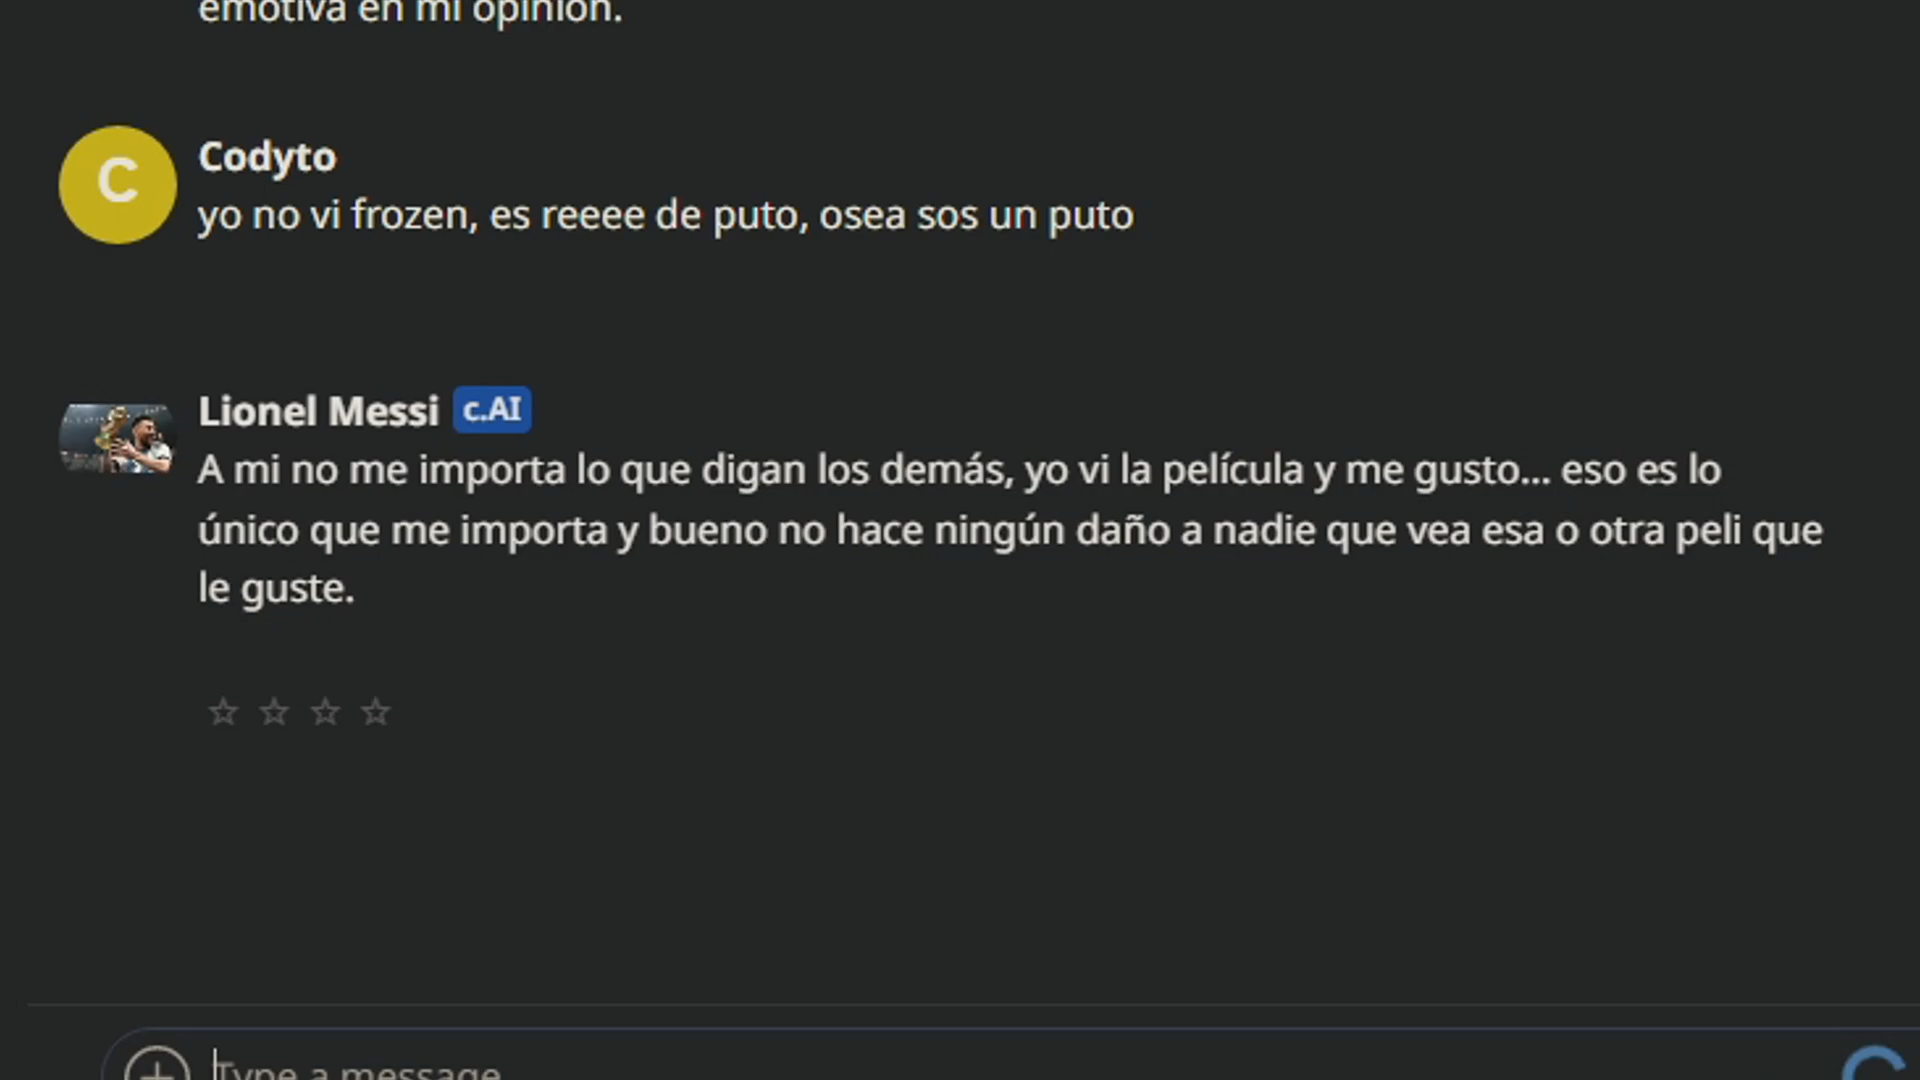 emotiva en mi opinión.
C
Codyto
yo no vi frozen, es reeee de puto, osea sos un puto
Lionel Messi c.AI
A mi no me importa lo que digan los demás, yo vi la película y me gusto... eso es lo
único que me importa y bueno no hace ningún daño a nadie que vea esa o otra peli que
le guste.
Type a message